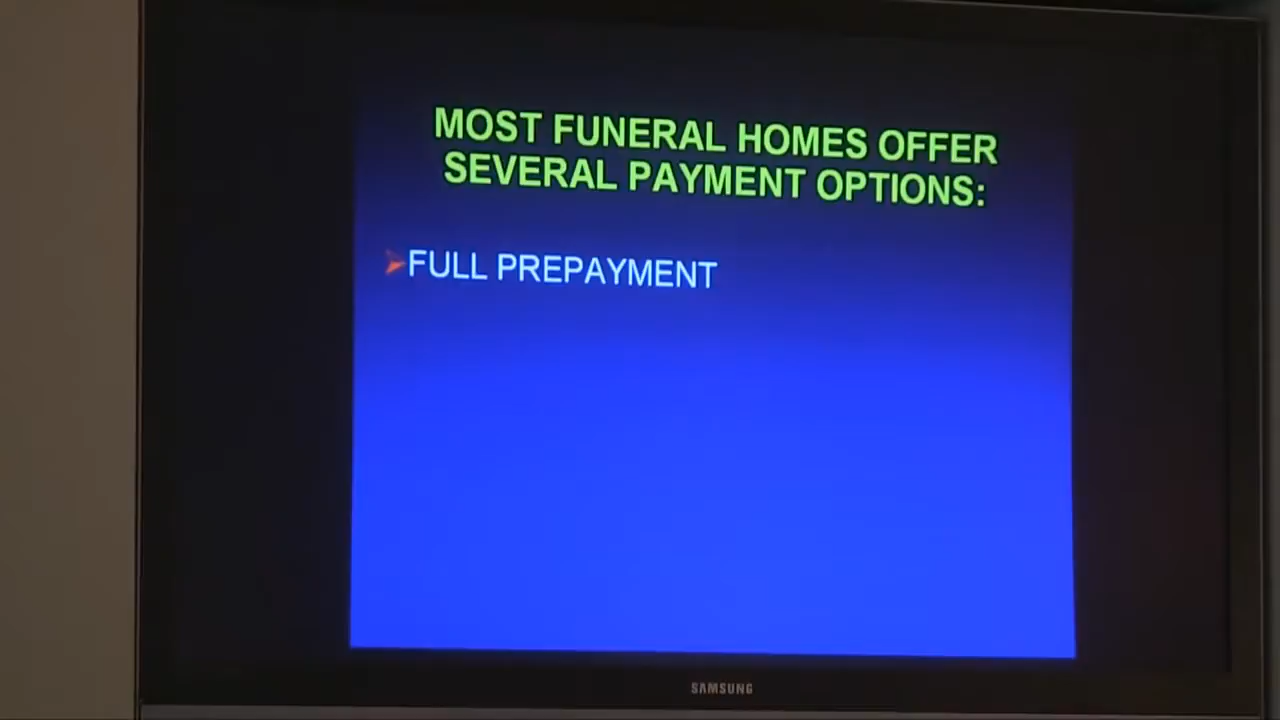 MOST FUNERAL HOMES OFFER
SEVERAL PAYMENT OPTIONS:
FULL PREPAYMENT
SAMSUNG